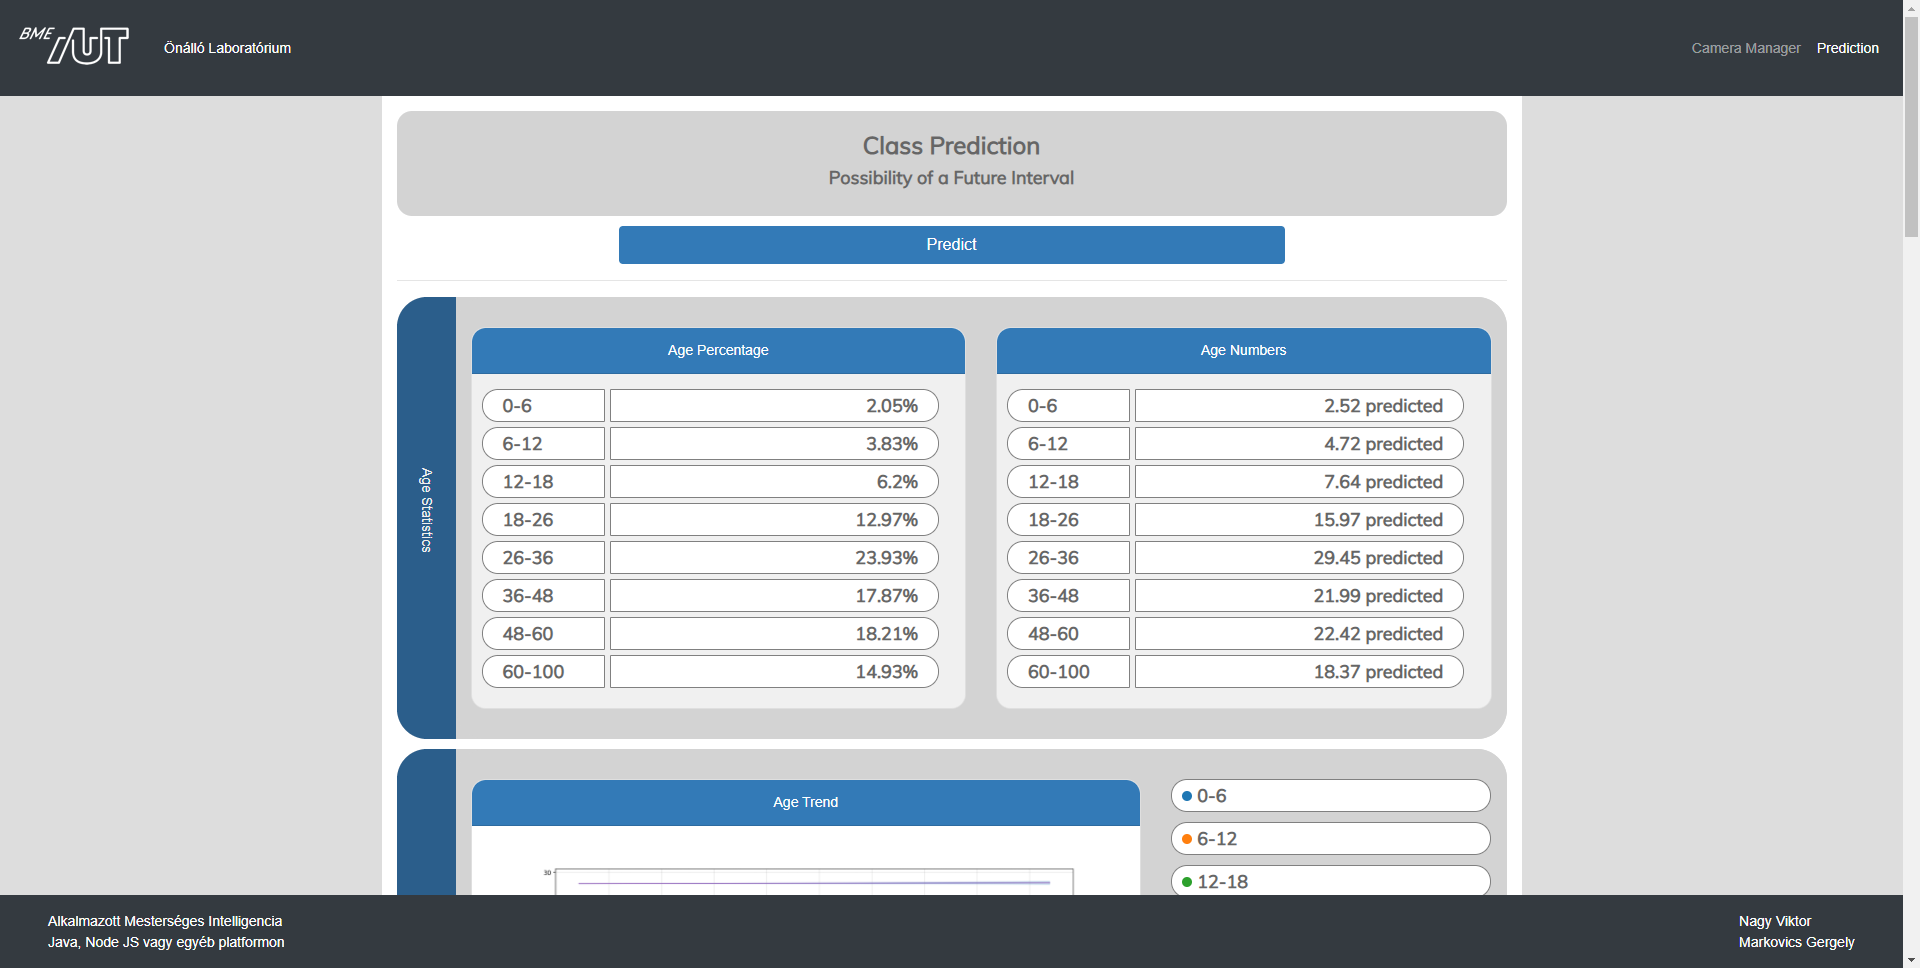 BME AUT
Önálló Laboratórium
Camera Manager
Prediction
Class Prediction
Possibility of a Future Interval
Predict
Age Statistics
Age Percentage
0-6 2.05%
6-12 3.83%
12-18 6.2%
18-26 12.97%
26-36 23.93%
36-48 17.87%
48-60 18.21%
60-100 14.93%
Age Numbers
0-6 2.52 predicted
6-12 4.72 predicted
12-18 7.64 predicted
18-26 15.97 predicted
26-36 29.45 predicted
36-48 21.99 predicted
48-60 22.42 predicted
60-100 18.37 predicted
Age Trend
30
0-6
6-12
12-18
Alkalmazott Mesterséges Intelligencia
Java, Node JS vagy egyéb platformon
Nagy Viktor
Markovics Gergely